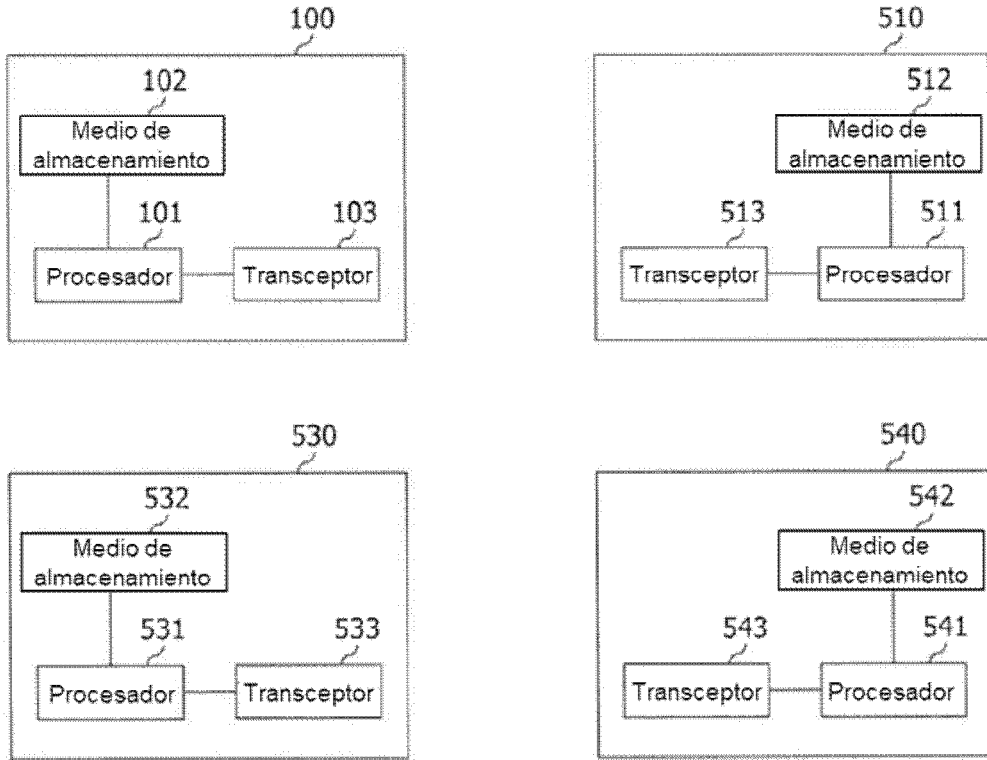 100
102
Medio de
almacenamiento
101
103
Procesador
Transceptor
510
512
Medio de
almacenamiento
513
511
Transceptor
Procesador
530
532
Medio de
almacenamiento
531
533
Procesador
Transceptor
540
542
Medio de
almacenamiento
543
541
Transceptor
Procesador